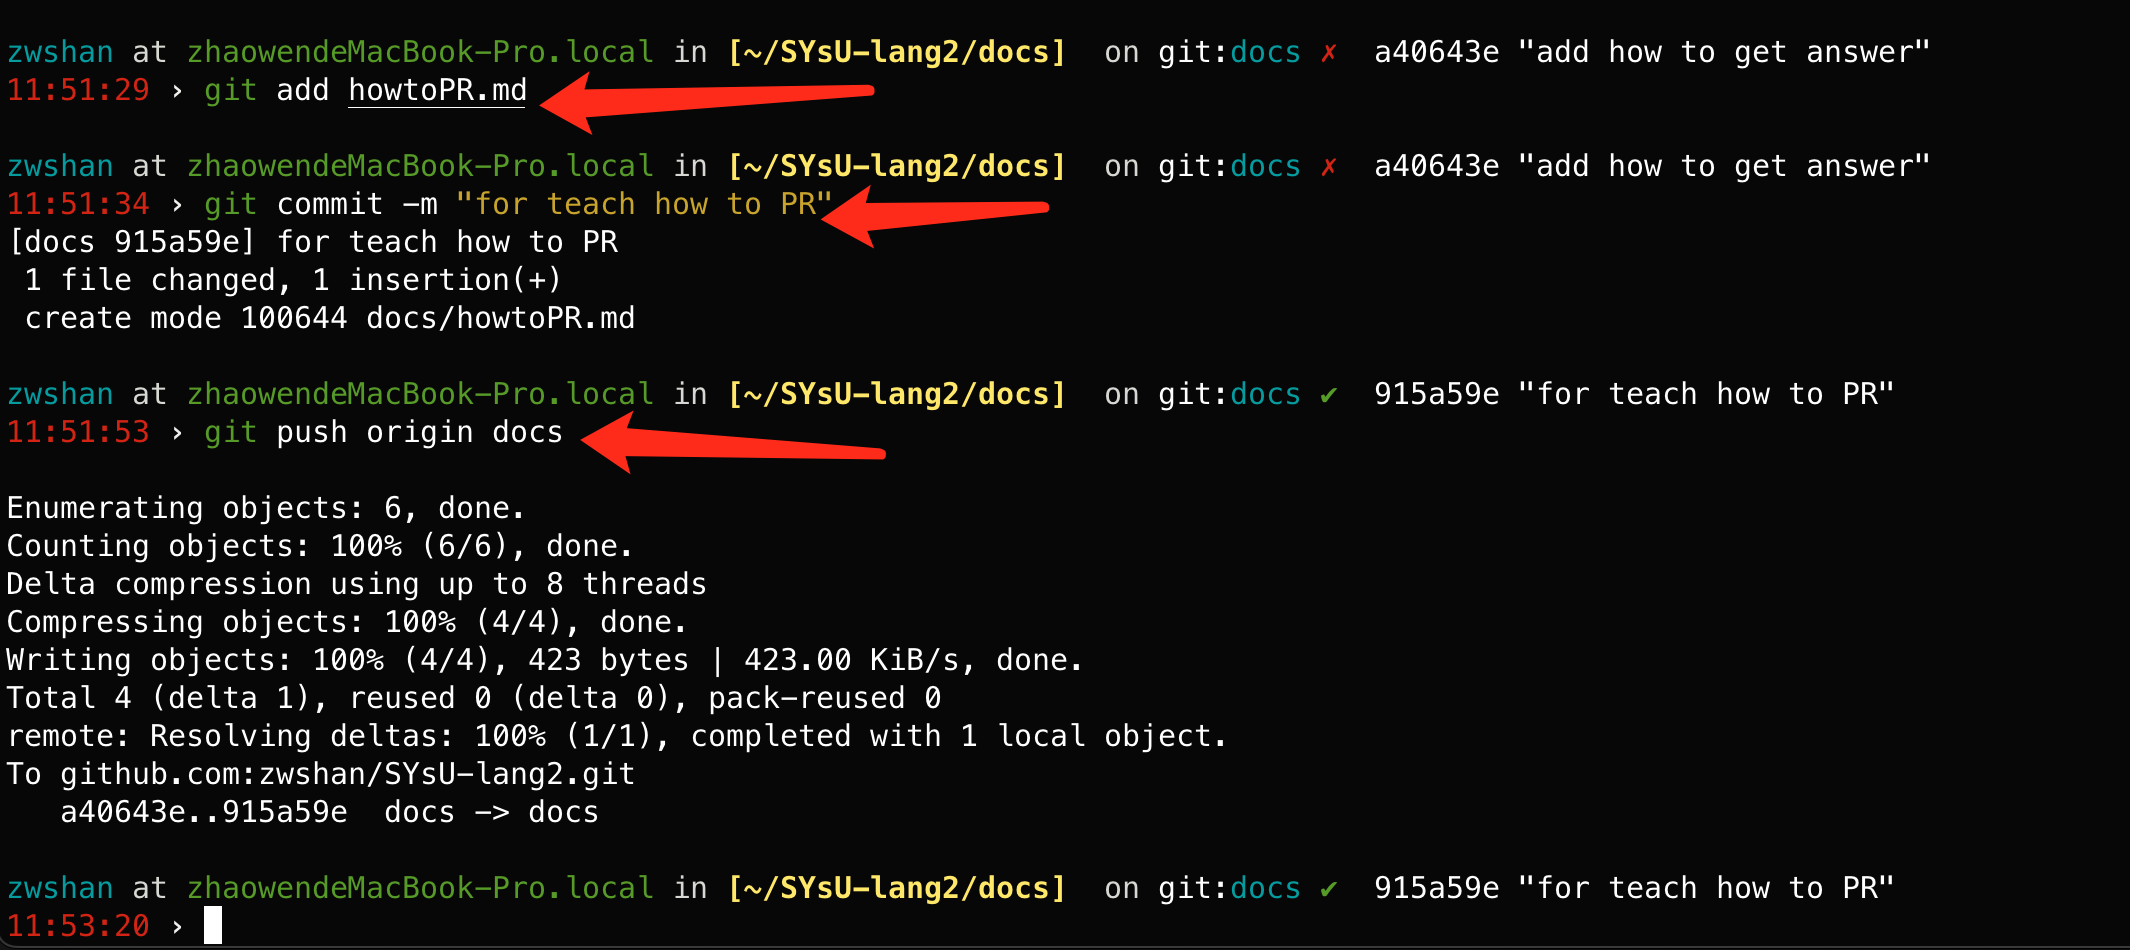 zwshan at zhaowendeMacBook-Pro.local in [~/SYsU-lang2/docs]  on git:docs ✗  a40643e "add how to get answer"
11:51:29 › git add howtoPR.md
zwshan at zhaowendeMacBook-Pro.local in [~/SYsU-lang2/docs]  on git:docs ✗  a40643e "add how to get answer"
11:51:34 › git commit -m "for teach how to PR"
[docs 915a59e] for teach how to PR
 1 file changed, 1 insertion(+)
 create mode 100644 docs/howtoPR.md
zwshan at zhaowendeMacBook-Pro.local in [~/SYsU-lang2/docs]  on git:docs ✔  915a59e "for teach how to PR"
11:51:53 › git push origin docs
Enumerating objects: 6, done.
Counting objects: 100% (6/6), done.
Delta compression using up to 8 threads
Compressing objects: 100% (4/4), done.
Writing objects: 100% (4/4), 423 bytes | 423.00 KiB/s, done.
Total 4 (delta 1), reused 0 (delta 0), pack-reused 0
remote: Resolving deltas: 100% (1/1), completed with 1 local object.
To github.com:zwshan/SYsU-lang2.git
   a40643e..915a59e  docs -> docs
zwshan at zhaowendeMacBook-Pro.local in [~/SYsU-lang2/docs]  on git:docs ✔  915a59e "for teach how to PR"
11:53:20 ›